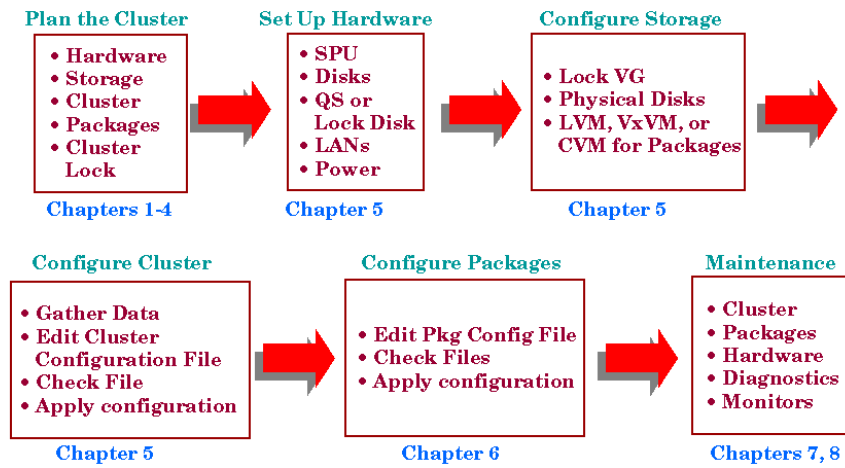 Plan the Cluster
• Hardware
• Storage
• Cluster
• Packages
• Cluster
Lock
Chapters 1-4
Set Up Hardware
• SPU
• Disks
• QS or
Lock Disk
• LANs
• Power
Chapter 5
Configure Storage
• Lock VG
• Physical Disks
• LVM, VxVM, or
CVM for Packages
Chapter 5
Configure Cluster
• Gather Data
• Edit Cluster
Configuration File
• Check File
• Apply configuration
Chapter 5
Configure Packages
• Edit Pkg Config File
• Check Files
• Apply configuration
Chapter 6
Maintenance
• Cluster
• Packages
• Hardware
• Diagnostics
• Monitors
Chapters 7, 8